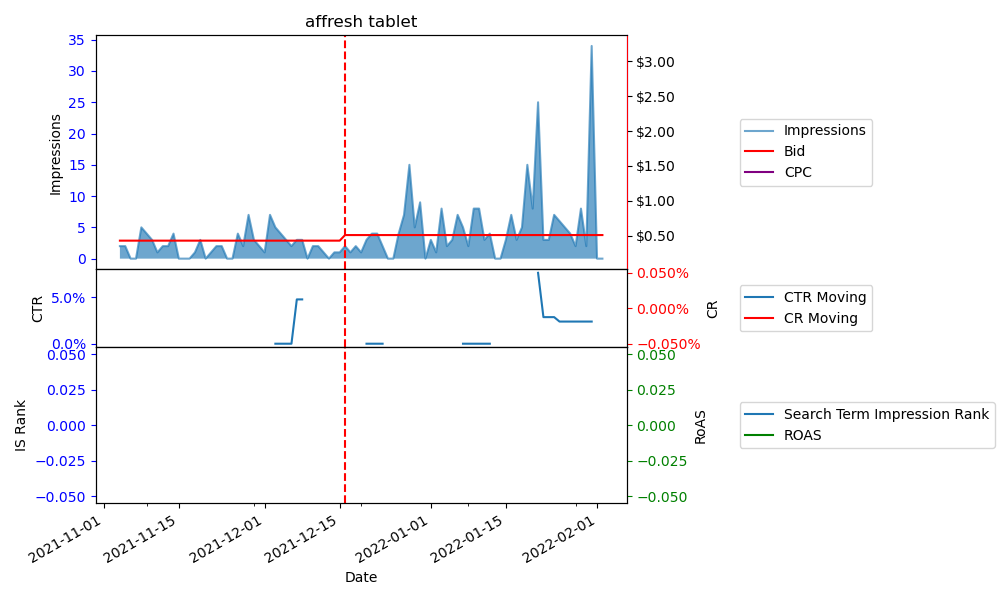 affresh tablet
35
30
25
20
15
10
5
0
Impressions
$3.00
$2.50
$2.00
$1.50
$1.00
$0.50
Impressions
Bid
CPC
5.0%
0.0%
CTR
0.050%
0.000%
−0.050%
CR
CTR Moving
CR Moving
0.050
0.025
0.000
−0.025
−0.050
IS Rank
0.050
0.025
0.000
−0.025
−0.050
RoAS
Search Term Impression Rank
ROAS
2021-11-01
2021-11-15
2021-12-01
2021-12-15
2022-01-01
2022-01-15
2022-02-01
Date